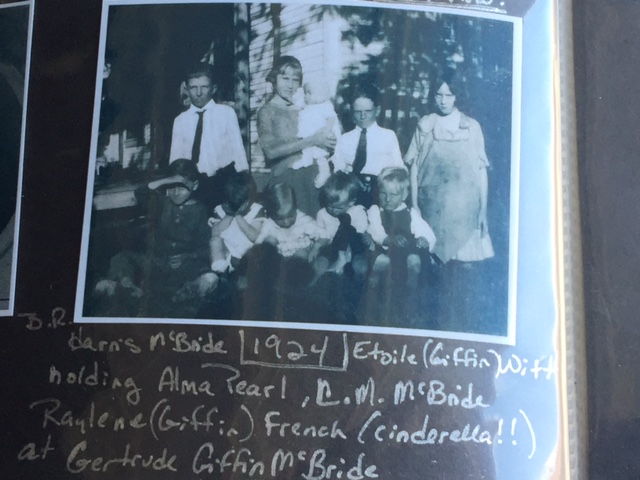 B.R.
Harris McBride 1924 Etoile (Giffin) Witt
holding Alma Pearl, C.M. McBride
Raylene (Giffin) French (cinderella!!)
at Gertrude Giffin McBride